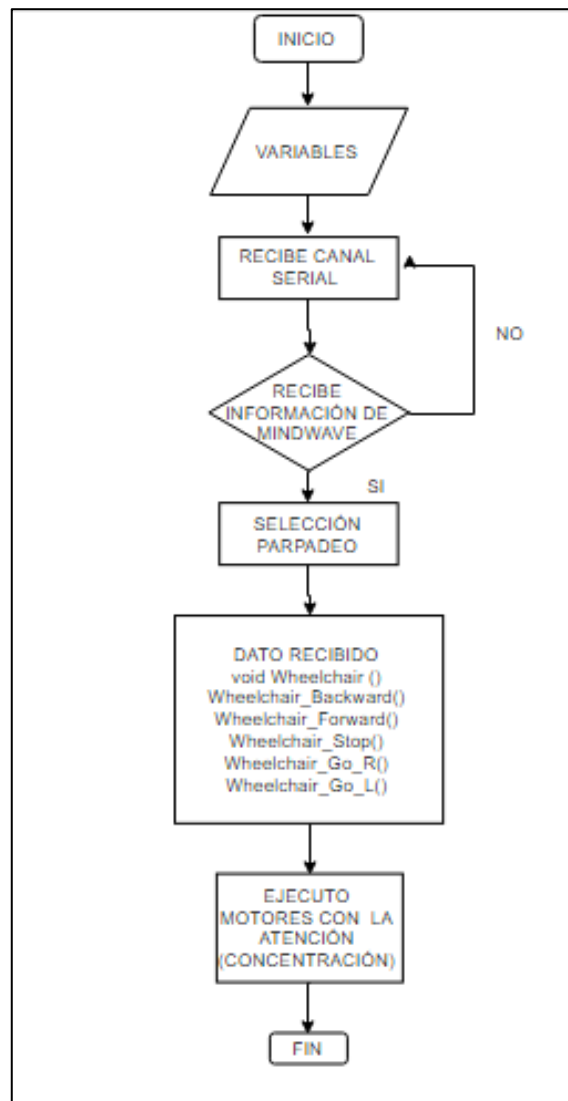 INICIO
VARIABLES
RECIBE CANAL
SERIAL
NO
RECIBE
INFORMACIÓN DE
MINDWAVE
SI
SELECCIÓN
PARPADEO
DATO RECIBIDO
void Wheelchair ()
Wheelchair_Backward()
Wheelchair_Forward()
Wheelchair_Stop()
Wheelchair_Go_R()
Wheelchair_Go_L()
EJECUTO
MOTORES CON LA
ATENCIÓN
(CONCENTRACIÓN)
FIN